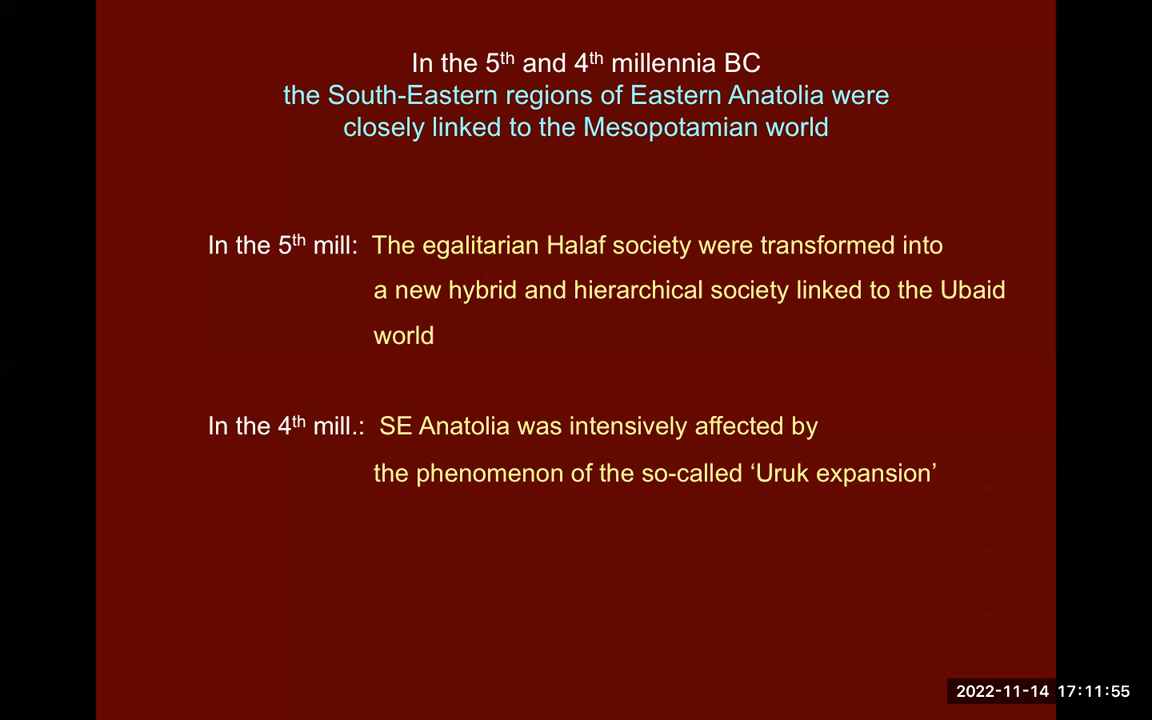 In the 5th and 4th millennia BC
the South-Eastern regions of Eastern Anatolia were
closely linked to the Mesopotamian world
In the 5th mill: The egalitarian Halaf society were transformed into
a new hybrid and hierarchical society linked to the Ubaid
world
In the 4th mill.: SE Anatolia was intensively affected by
the phenomenon of the so-called ‘Uruk expansion’
2022-11-14 17:11:55